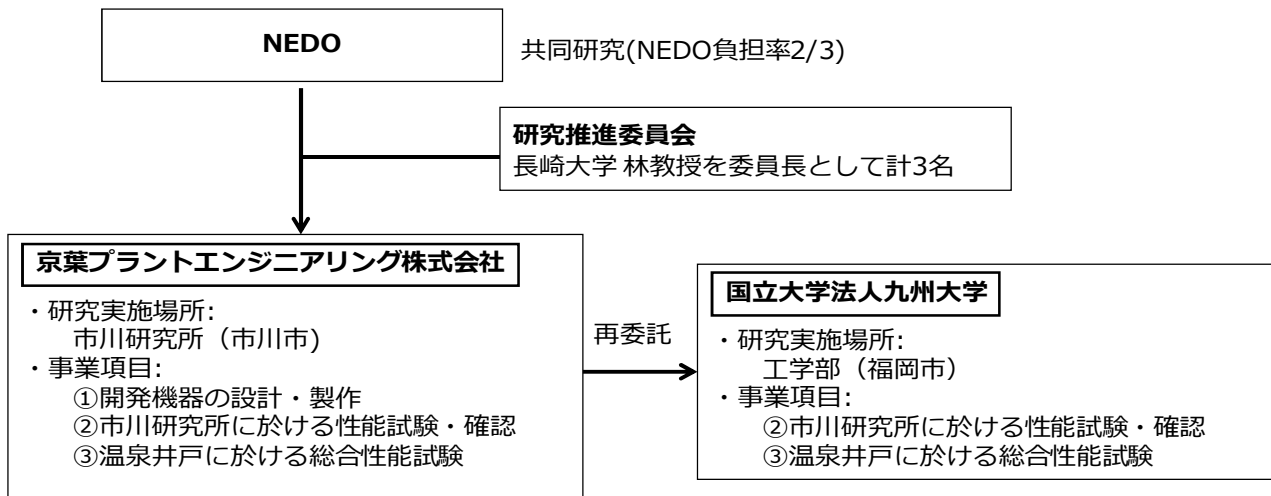 NEDO
共同研究(NEDO負担率2/3)
研究推進委員会
長崎大学 林教授を委員長として計3名
京葉プラントエンジニアリング株式会社
・研究実施場所:
市川研究所（市川市)
・事業項目:
①開発機器の設計・製作
②市川研究所に於ける性能試験・確認
③温泉井戸に於ける総合性能試験
再委託
国立大学法人九州大学
・研究実施場所:
工学部（福岡市）
・事業項目:
②市川研究所に於ける性能試験・確認
③温泉井戸に於ける総合性能試験